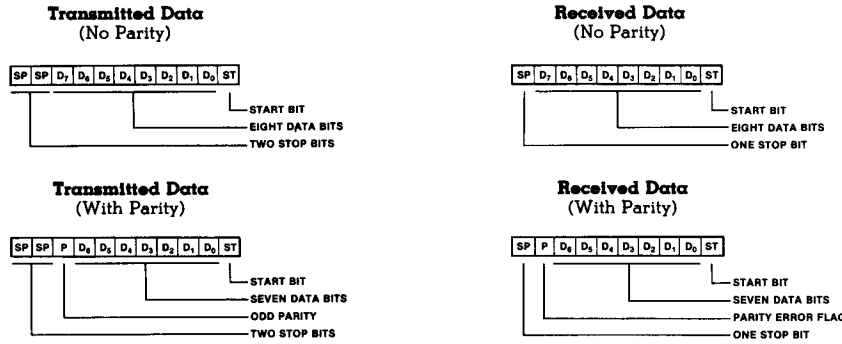 Transmitted Data
(No Parity)
SP SP D₇ D₆ D₅ D₄ D₃ D₂ D₁ D₀ ST
START BIT
EIGHT DATA BITS
TWO STOP BITS
Received Data
(No Parity)
SP D₇ D₆ D₅ D₄ D₃ D₂ D₁ D₀ ST
START BIT
EIGHT DATA BITS
ONE STOP BIT
Transmitted Data
(With Parity)
SP SP P D₆ D₅ D₄ D₃ D₂ D₁ D₀ ST
START BIT
SEVEN DATA BITS
ODD PARITY
TWO STOP BITS
Received Data
(With Parity)
SP P D₆ D₅ D₄ D₃ D₂ D₁ D₀ ST
START BIT
SEVEN DATA BITS
PARITY ERROR FLAG
ONE STOP BIT